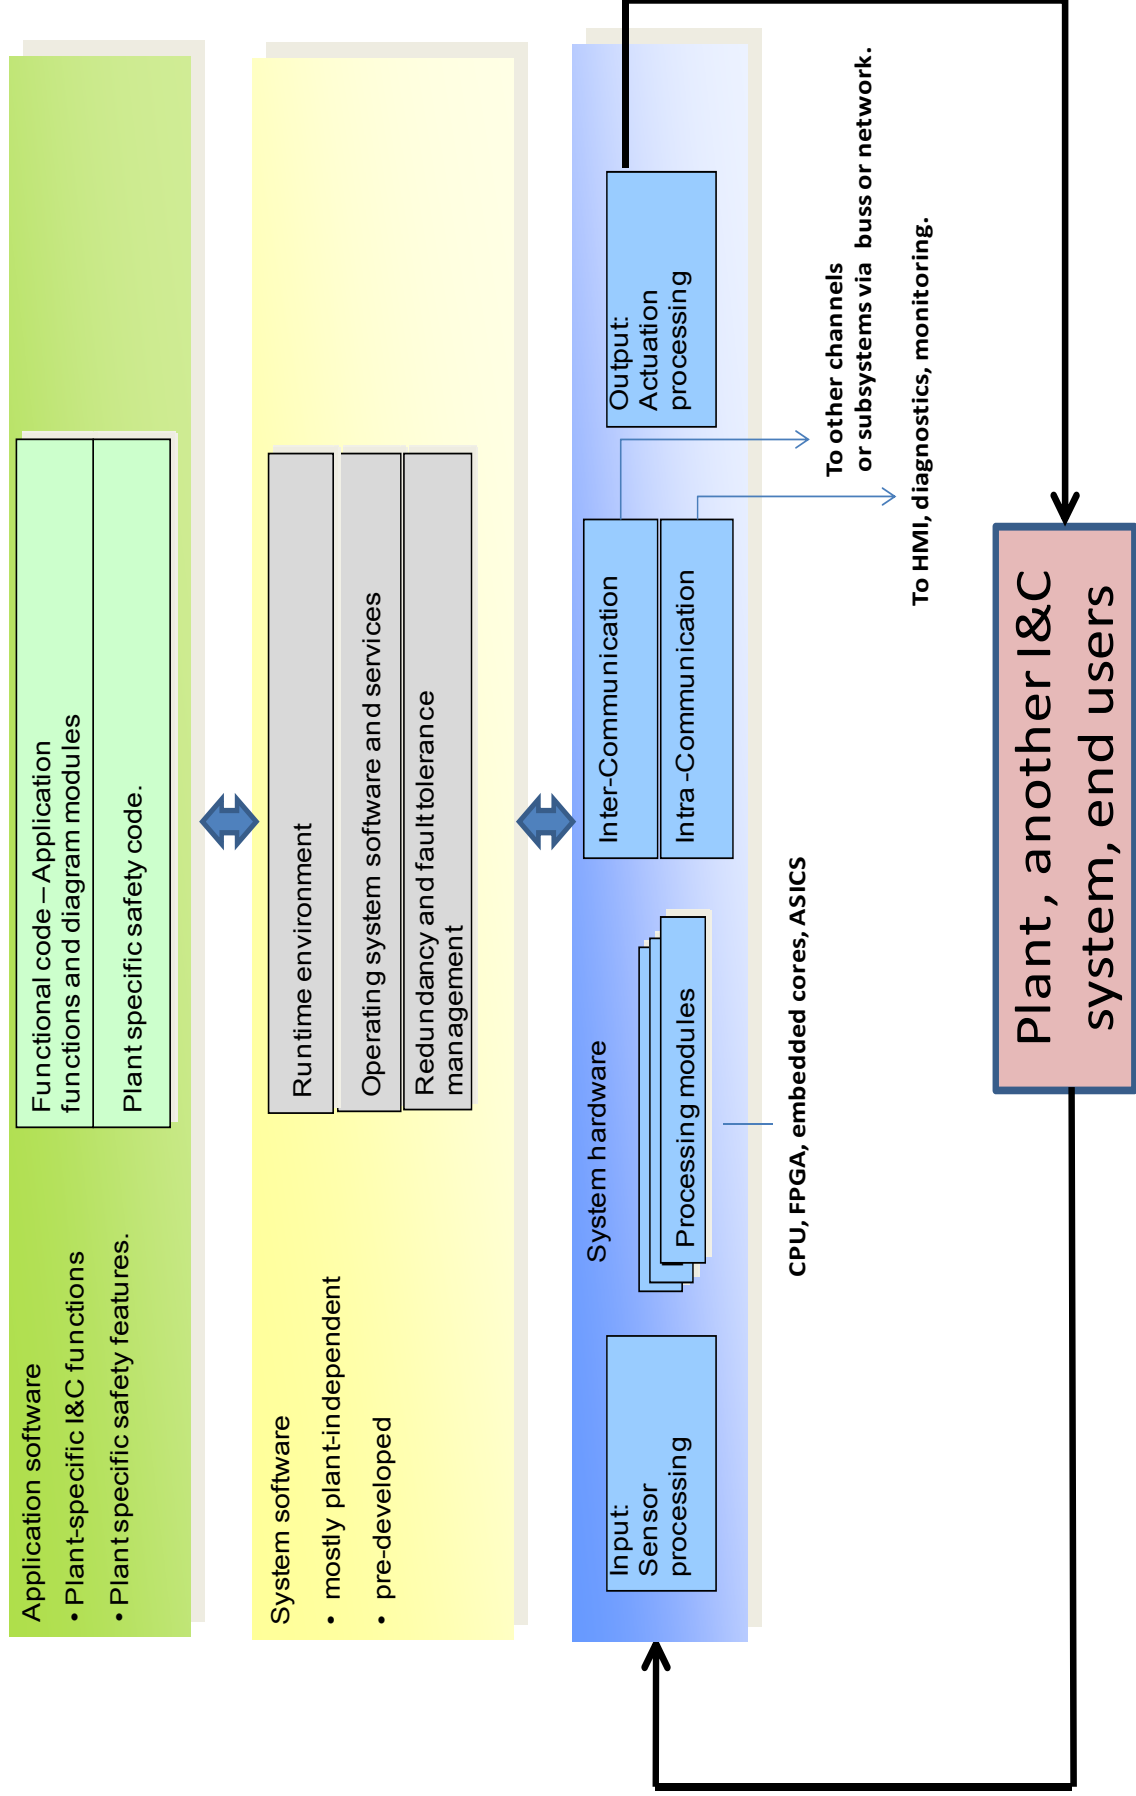 Application software
• Plant-specific I&C functions
• Plant specific safety features.
Functional code – Application
functions and diagram modules
Plant specific safety code.
System software
• mostly plant-independent
• pre-developed
Runtime environment
Operating system software and services
Redundancy and fault tolerance
management
System hardware
Input:
Sensor
processing
Processing modules
Inter-Communication
Intra -Communication
Output:
Actuation
processing
CPU, FPGA, embedded cores, ASICS
To other channels
or subsystems via buss or network.
To HMI, diagnostics, monitoring.
Plant, another I&C
system, end users